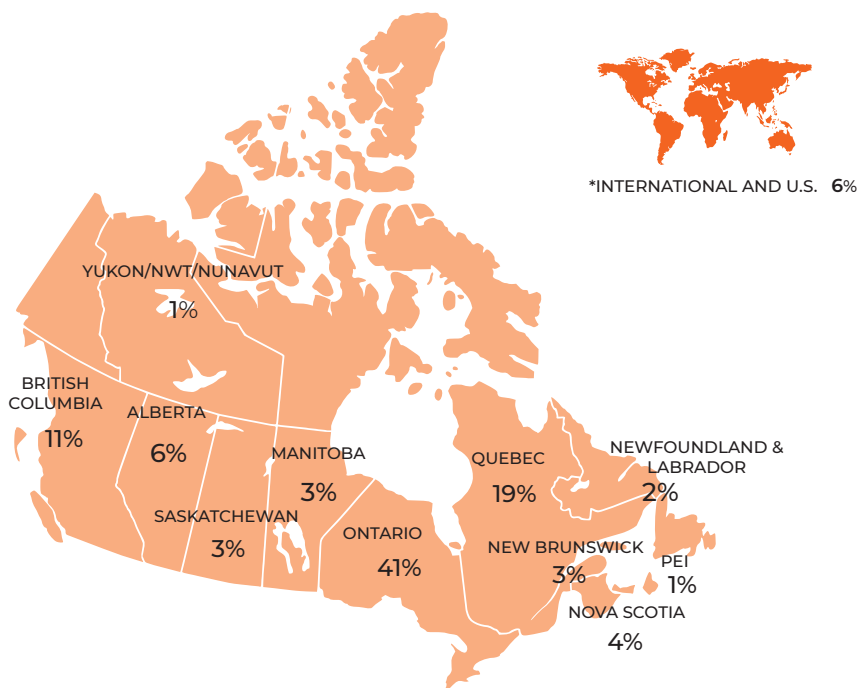 *INTERNATIONAL AND U.S. 6%
YUKON/NWT/NUNAVUT
1%
BRITISH
COLUMBIA
11%
ALBERTA
6%
SASKATCHEWAN
3%
MANITOBA
3%
ONTARIO
41%
QUEBEC
19%
NEWFOUNDLAND &
LABRADOR
2%
NEW BRUNSWICK
3%
PEI
1%
NOVA SCOTIA
4%